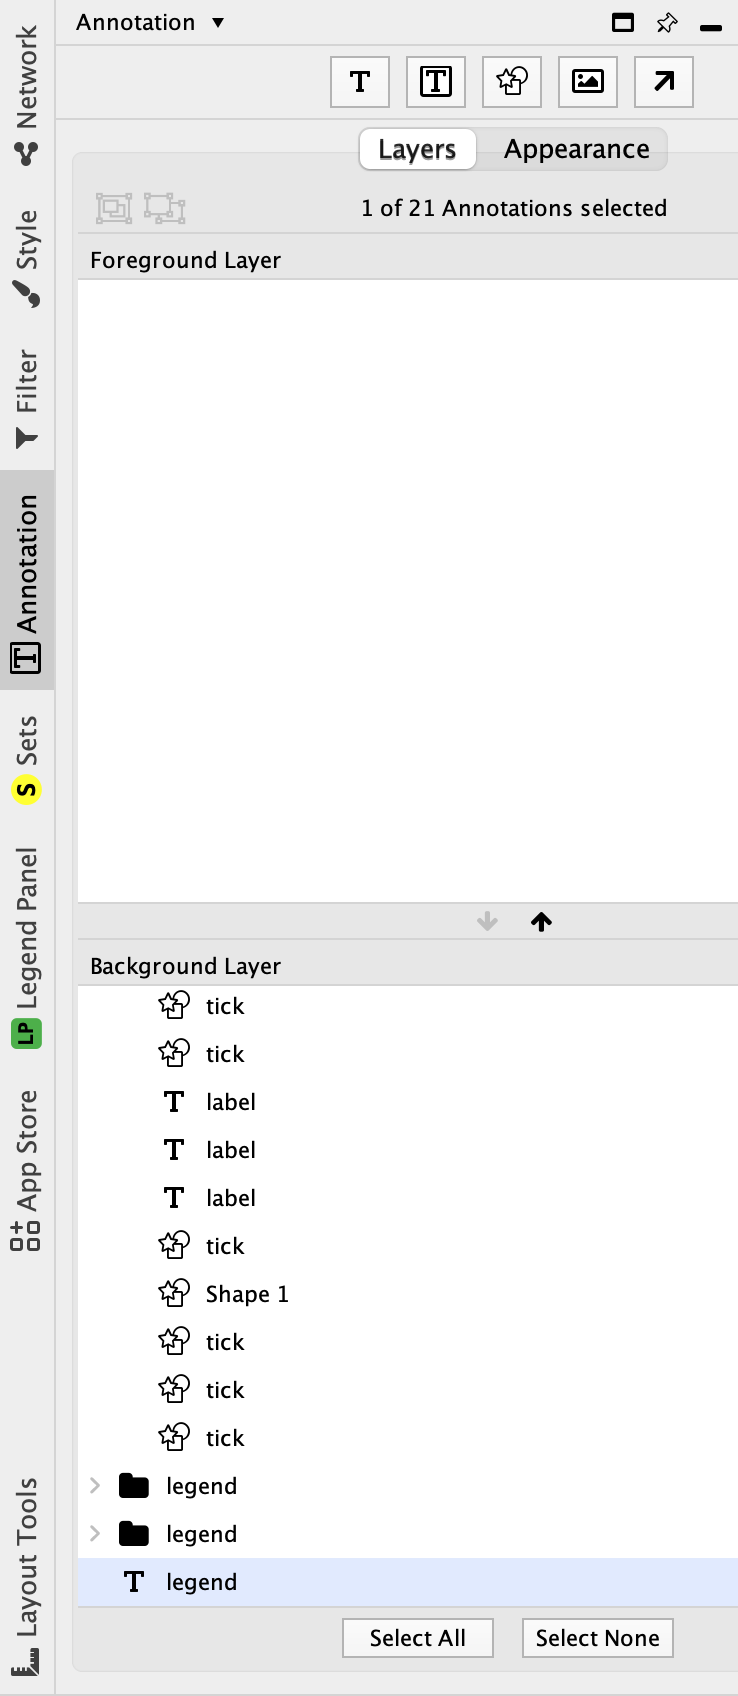 Annotation
Network
Style
Filter
Annotation
S Sets
LP Legend Panel
App Store
Layout Tools
T
T
Layers Appearance
1 of 21 Annotations selected
Foreground Layer
Background Layer
tick
tick
T label
T label
T label
tick
Shape 1
tick
tick
tick
legend
legend
T legend
Select All Select None